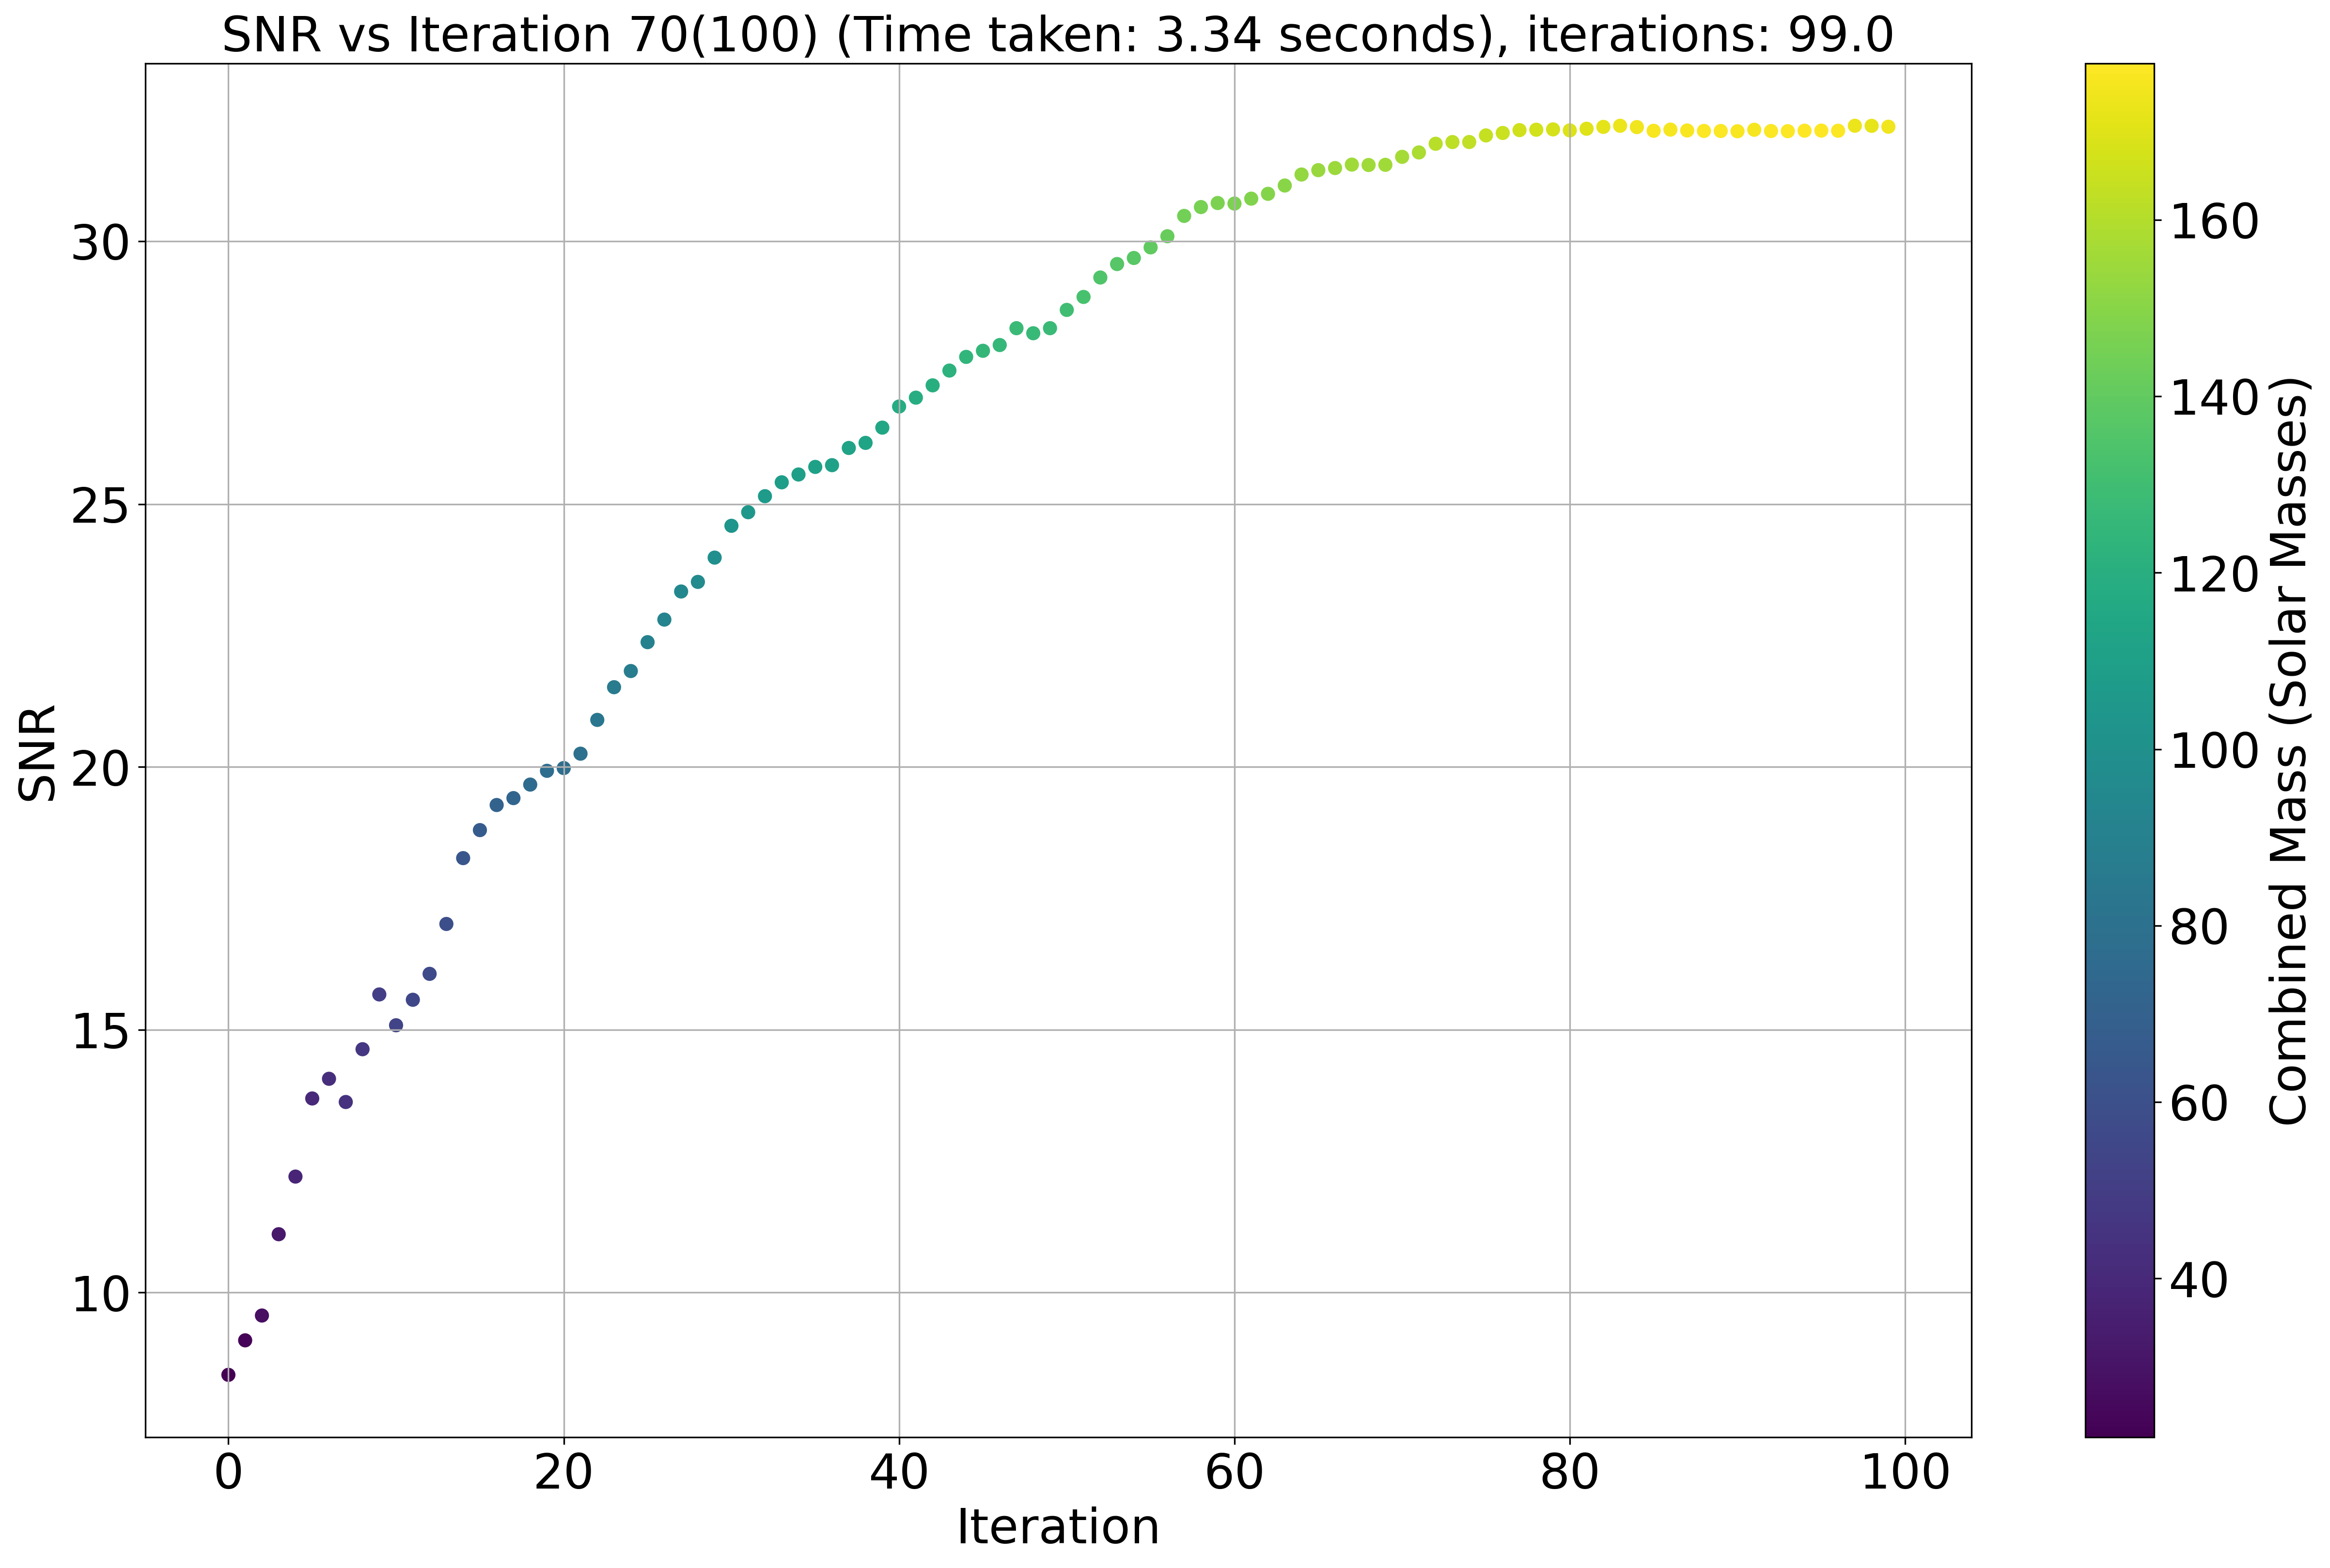 SNR vs Iteration 70(100) (Time taken: 3.34 seconds), iterations: 99.0
SNR
30
25
20
15
10
0 20 40 60 80 100
Iteration
160
140
120
100
80
60
40
Combined Mass (Solar Masses)